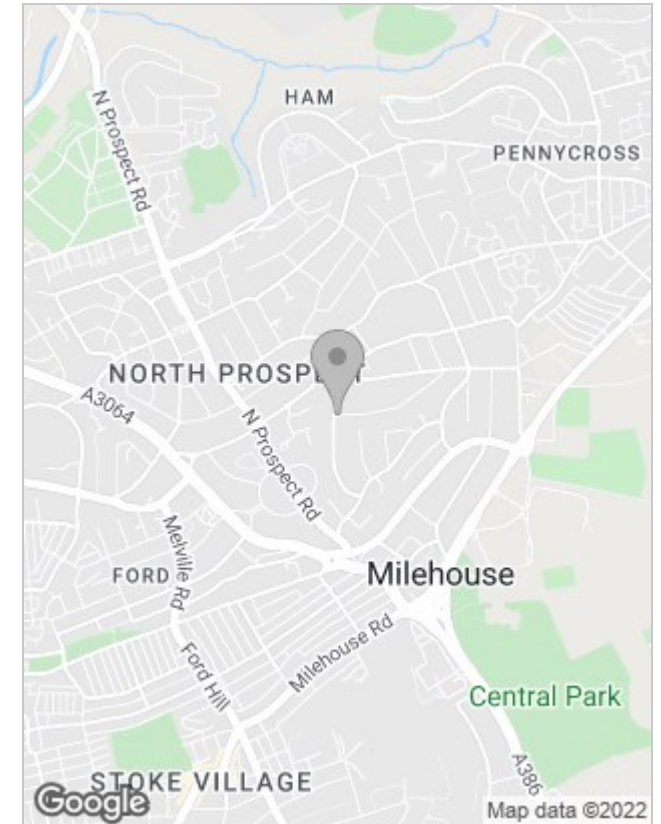 HAM
N Prospect Rd
PENNYCROSS
NORTH PROSPECT
A3064
N Prospect Rd
Melville Rd
FORD
Milehouse
Milehouse Rd
Ford Hill
Central Park
A386
STOKE VILLAGE
Google
Map data ©2022